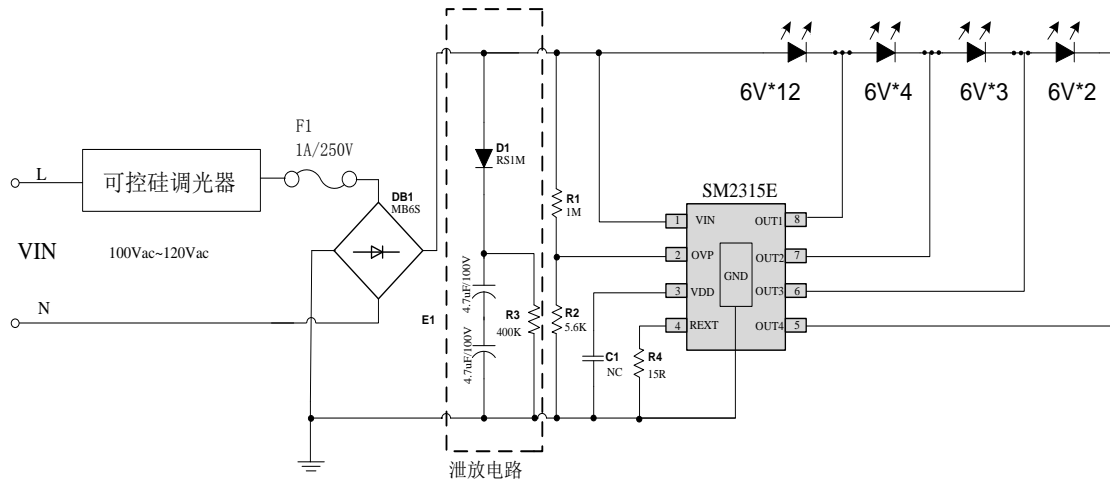 6V*12
6V*4
6V*3
6V*2
F1
1A/250V
D1
RS1M
L
可控硅调光器
DB1
MB6S
R1
1M
SM2315E
1
VIN
OUT1
8
VIN
100Vac~120Vac
2
OVP
GND
OUT2
7
3
VDD
OUT3
6
4
REXT
OUT4
5
N
E1
4.7uF/100V
4.7uF/100V
R3
400K
R2
5.6K
C1
NC
R4
15R
泄放电路